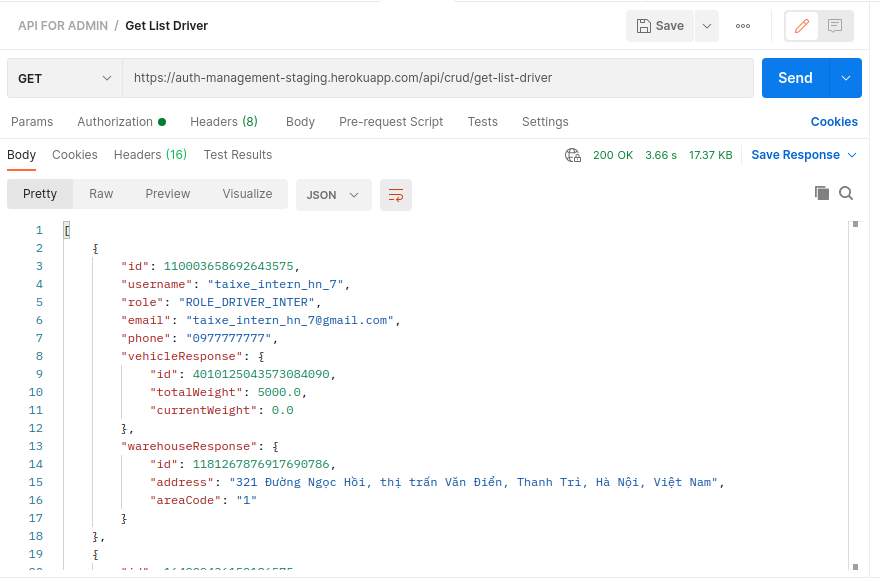 API FOR ADMIN / Get List Driver
Save
GET
https://auth-management-staging.herokuapp.com/api/crud/get-list-driver
Send
Params Authorization Headers (8) Body Pre-request Script Tests Settings Cookies
Body Cookies Headers (16) Test Results 200 OK 3.66 s 17.37 KB Save Response
Pretty Raw Preview Visualize JSON
1 [
2 {
3 "id": 110003658692643575,
4 "username": "taixe_intern_hn_7",
5 "role": "ROLE_DRIVER_INTER",
6 "email": "taixe_intern_hn_7@gmail.com",
7 "phone": "0977777777",
8 "vehicleResponse": {
9 "id": 4010125043573084090,
10 "totalWeight": 5000.0,
11 "currentWeight": 0.0
12 },
13 "warehouseResponse": {
14 "id": 1181267876917690786,
15 "address": "321 Đường Ngọc Hồi, thị trấn Văn Điển, Thanh Trì, Hà Nội, Việt Nam",
16 "areaCode": "1"
17 }
18 },
19 {